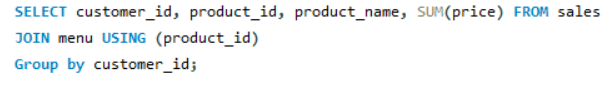 SELECT customer_id, product_id, product_name, SUM(price) FROM sales
JOIN menu USING (product_id)
Group by customer_id;